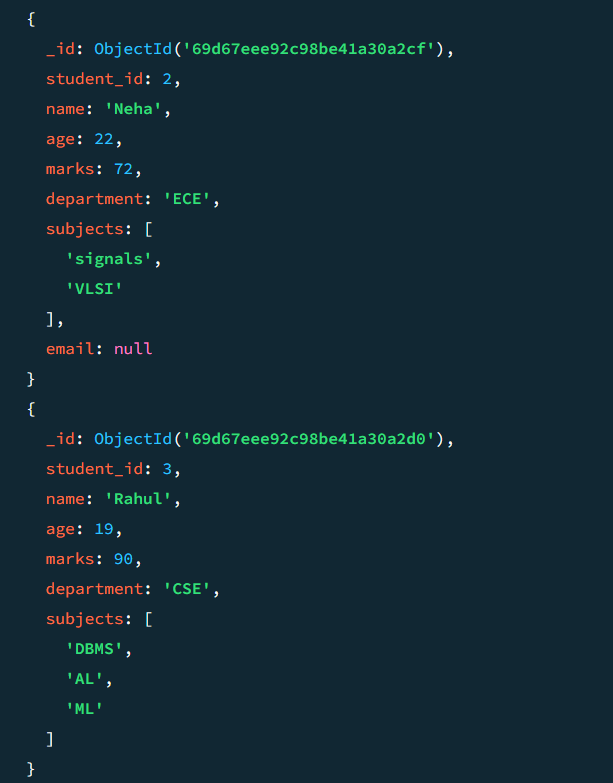 {
  _id: ObjectId('69d67eee92c98be41a30a2cf'),
  student_id: 2,
  name: 'Neha',
  age: 22,
  marks: 72,
  department: 'ECE',
  subjects: [
    'signals',
    'VLSI'
  ],
  email: null
}
{
  _id: ObjectId('69d67eee92c98be41a30a2d0'),
  student_id: 3,
  name: 'Rahul',
  age: 19,
  marks: 90,
  department: 'CSE',
  subjects: [
    'DBMS',
    'AL',
    'ML'
  ]
}